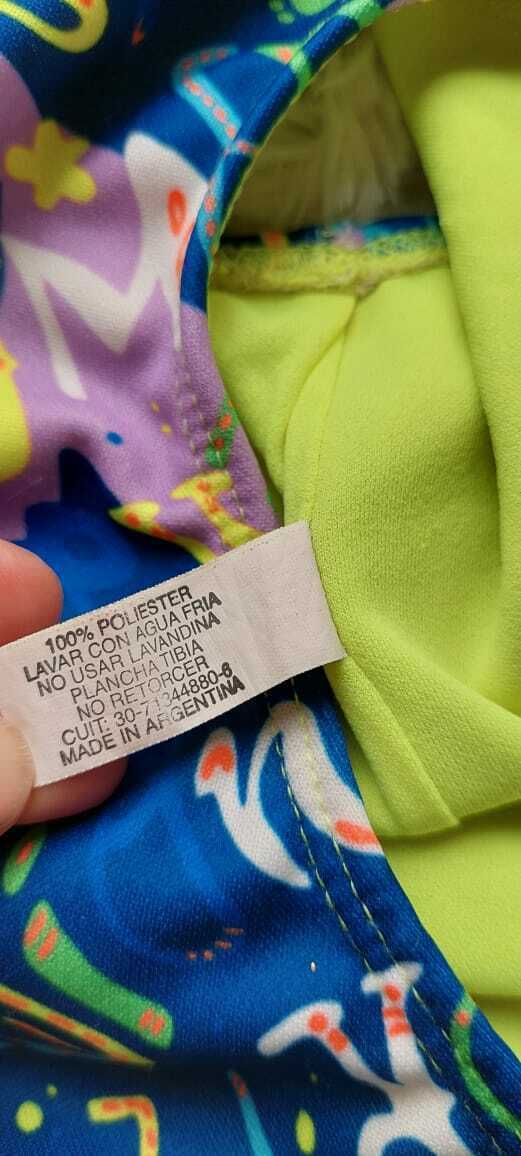 100% POLIESTER
LAVAR CON AGUA FRIA
NO USAR LAVANDINA
PLANCHA TIBIA
NO RETORCER
CUIT: 30-71344880-8
MADE IN ARGENTINA